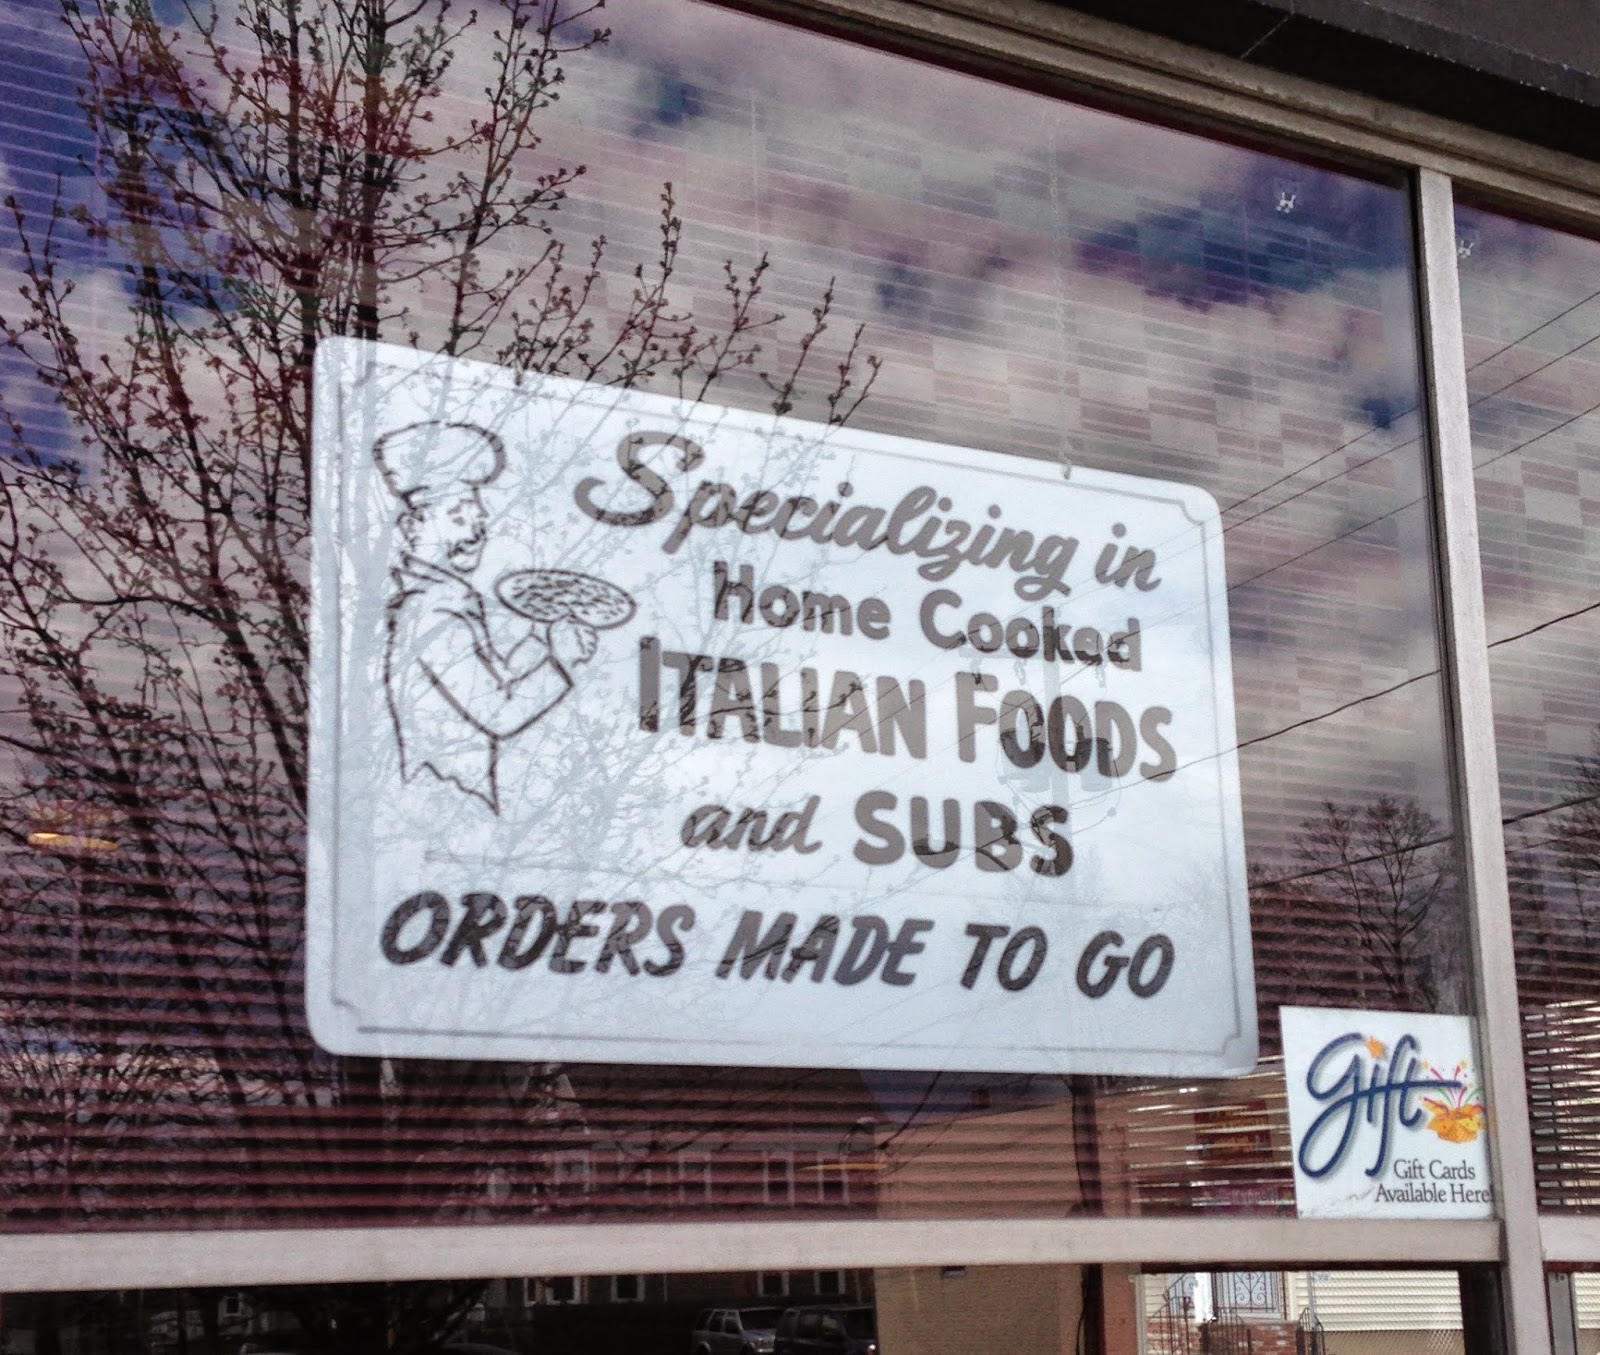 Specializing in
Home Cooked
ITALIAN FOODS
and SUBS
ORDERS MADE TO GO
gift
Gift Cards
Available Here!